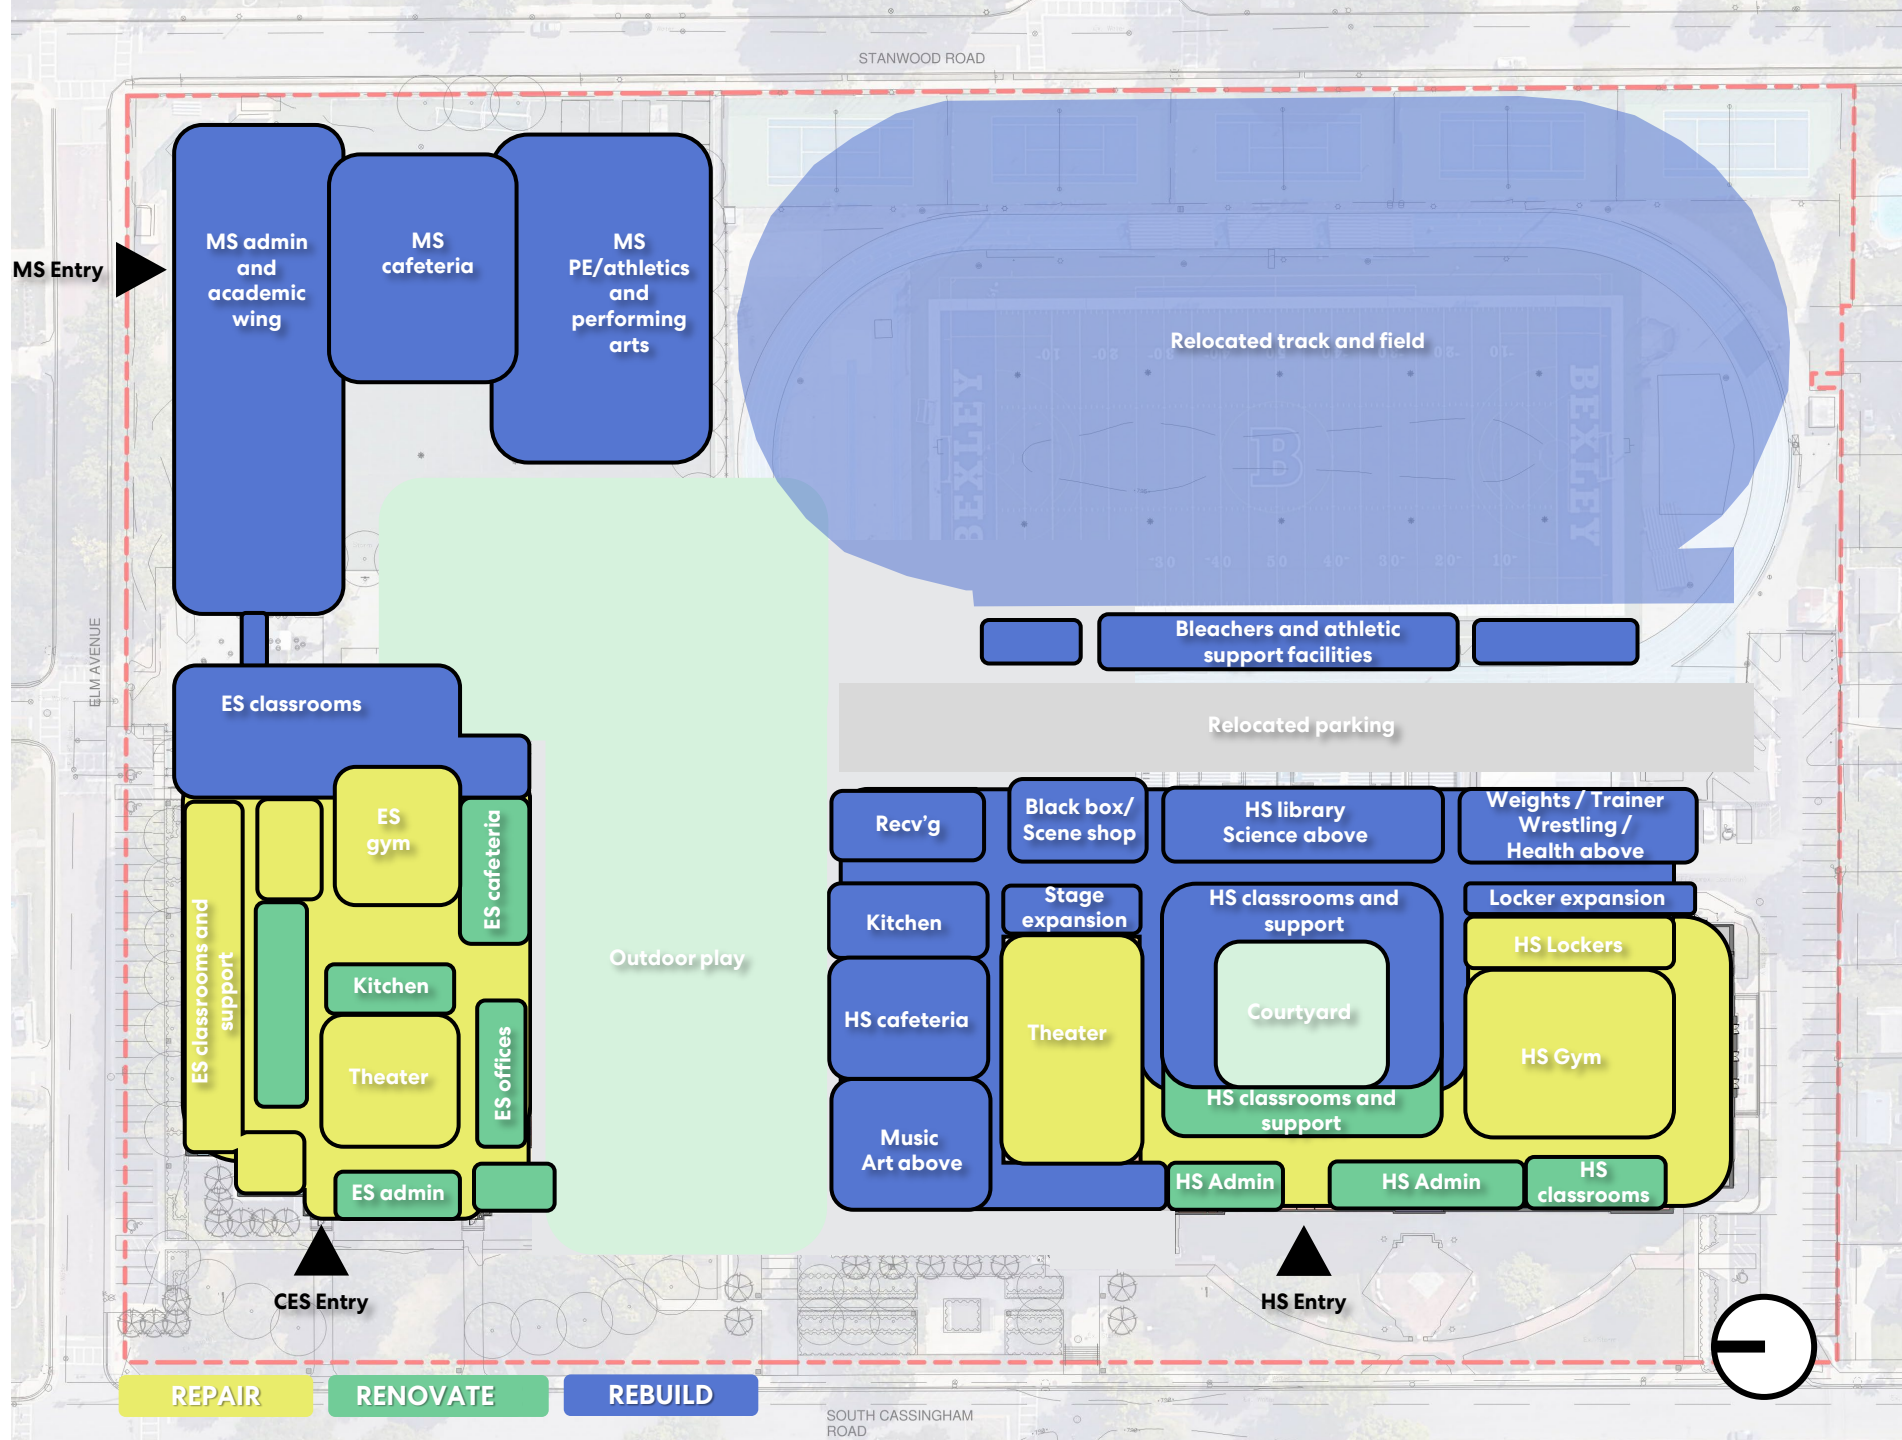 STANWOOD ROAD
MS Entry
MS admin
and
academic
wing
MS
cafeteria
MS
PE/athletics
and
performing
arts
Relocated track and field
BEXLEY
B
BEXLEY
ELM AVENUE
Bleachers and athletic
support facilities
Relocated parking
ES classrooms
ES
gym
ES cafeteria
ES classrooms and
support
Kitchen
Theater
ES offices
ES admin
CES Entry
Outdoor play
Recv'g
Black box/
Scene shop
HS library
Science above
Weights / Trainer
Wrestling /
Health above
Kitchen
Stage
expansion
HS classrooms and
support
Locker expansion
HS Lockers
HS cafeteria
Theater
Courtyard
HS Gym
HS classrooms and
support
Music
Art above
HS Admin
HS Admin
HS
classrooms
HS Entry
REPAIR
RENOVATE
REBUILD
SOUTH CASSINGHAM
ROAD